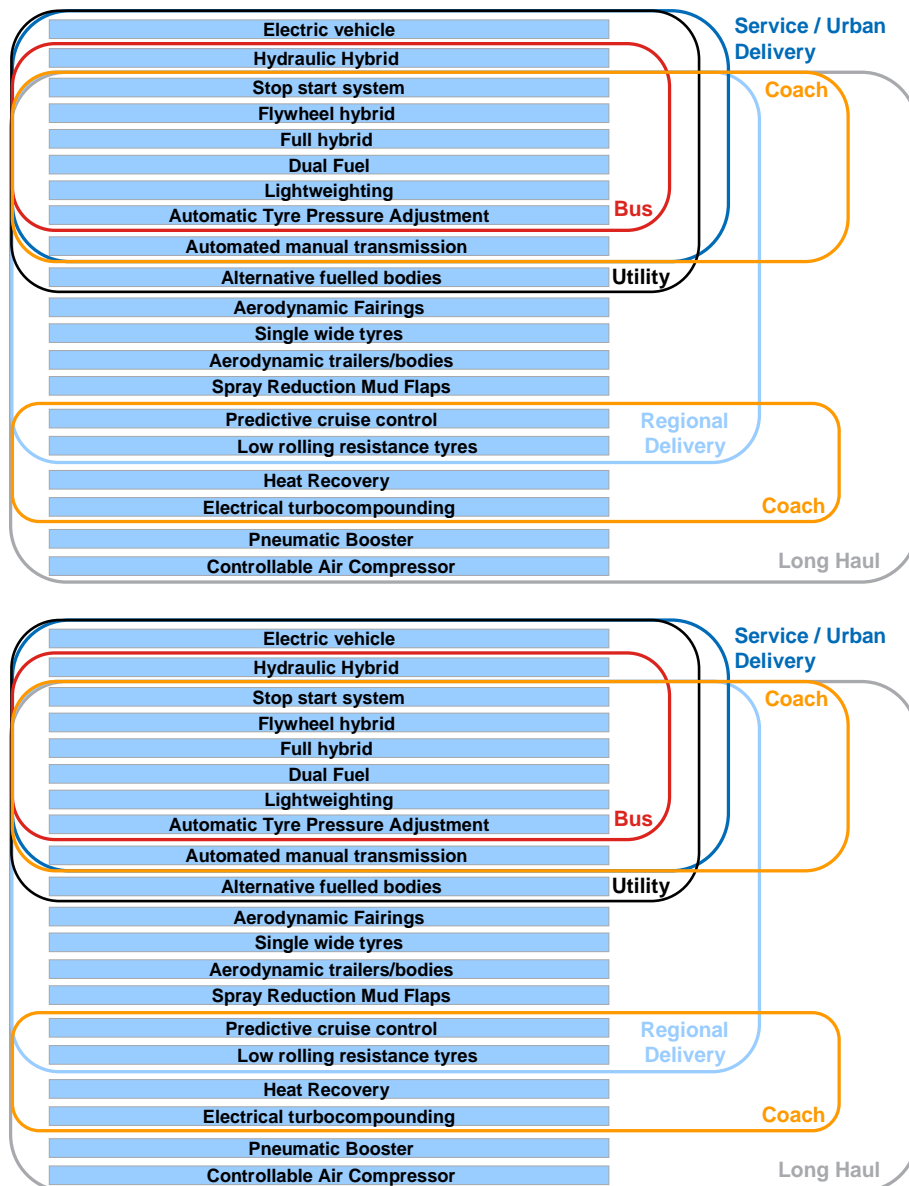 Electric vehicle
Service / Urban
Delivery
Hydraulic Hybrid
Stop start system
Coach
Flywheel hybrid
Full hybrid
Dual Fuel
Lightweighting
Automatic Tyre Pressure Adjustment
Bus
Automated manual transmission
Alternative fuelled bodies
Utility
Aerodynamic Fairings
Single wide tyres
Aerodynamic trailers/bodies
Spray Reduction Mud Flaps
Predictive cruise control
Regional
Delivery
Low rolling resistance tyres
Heat Recovery
Electrical turbocompounding
Coach
Pneumatic Booster
Long Haul
Controllable Air Compressor
Electric vehicle
Service / Urban
Delivery
Hydraulic Hybrid
Stop start system
Coach
Flywheel hybrid
Full hybrid
Dual Fuel
Lightweighting
Automatic Tyre Pressure Adjustment
Bus
Automated manual transmission
Alternative fuelled bodies
Utility
Aerodynamic Fairings
Single wide tyres
Aerodynamic trailers/bodies
Spray Reduction Mud Flaps
Predictive cruise control
Regional
Delivery
Low rolling resistance tyres
Heat Recovery
Electrical turbocompounding
Coach
Pneumatic Booster
Long Haul
Controllable Air Compressor